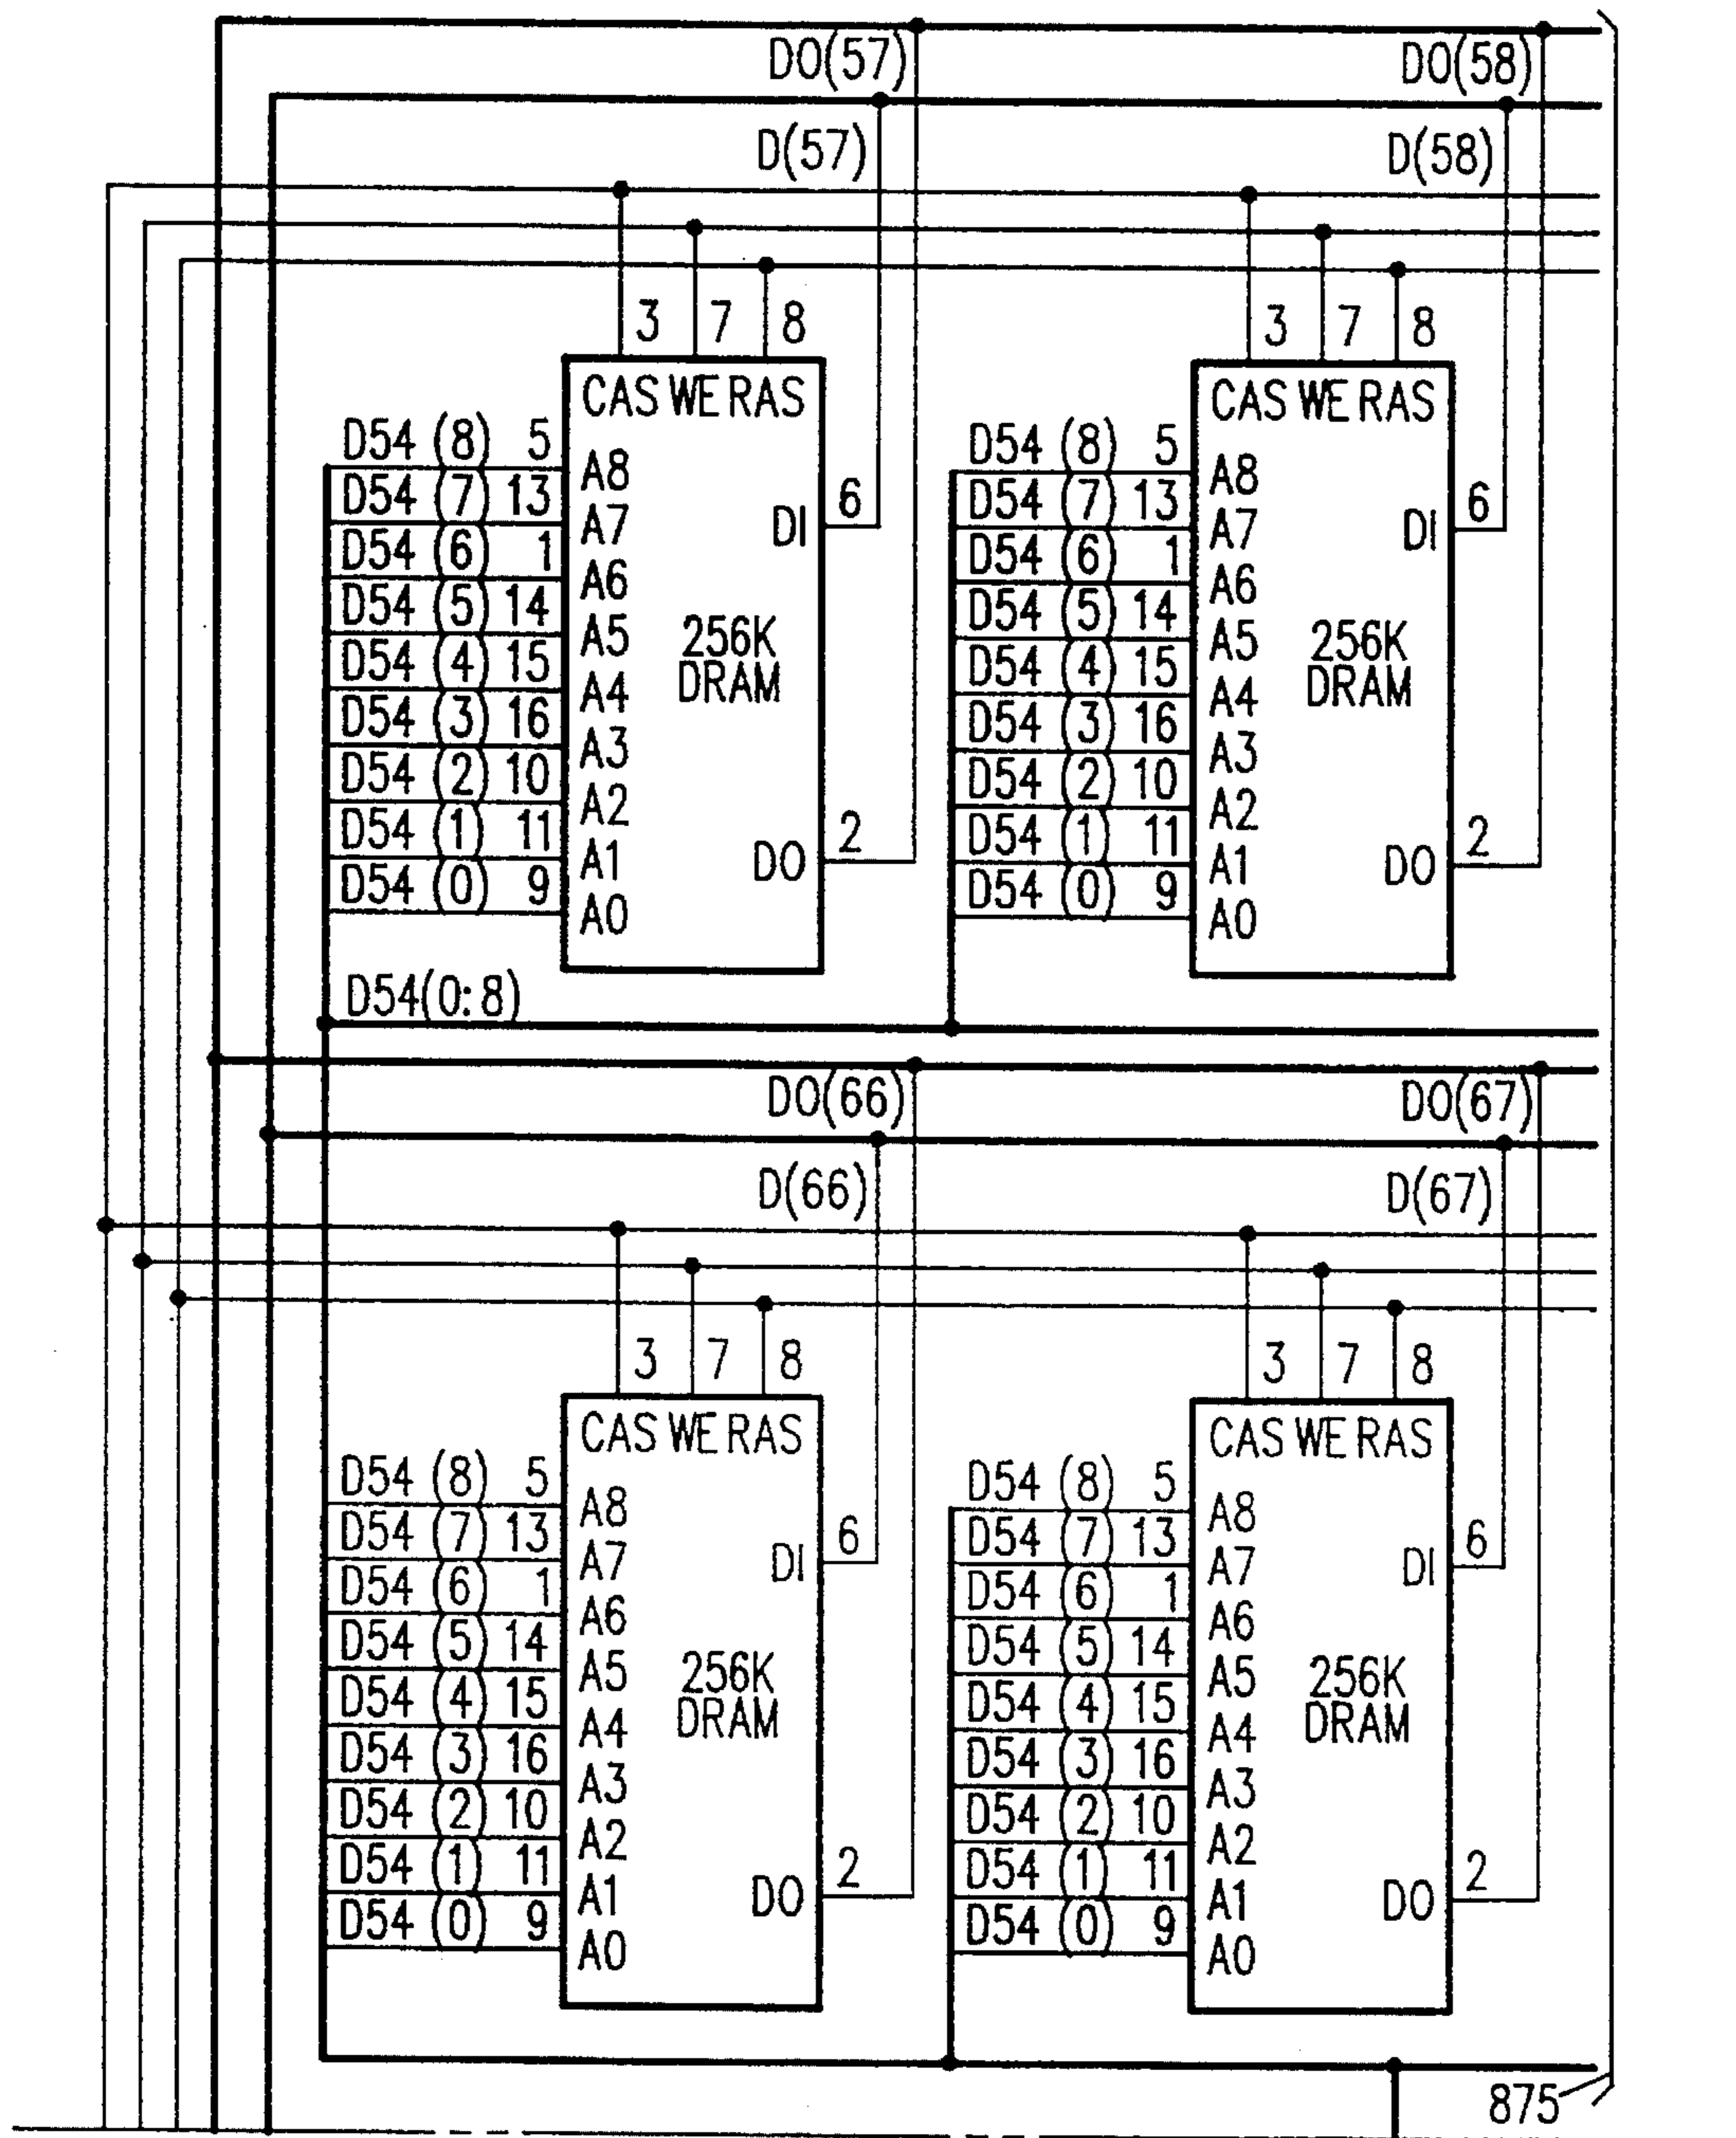 DO(57) DO(58)
D(57) D(58)
3 7 8 3 7 8
CAS WE RAS CAS WE RAS
D54 (8) 5 A8 D54 (8) 5 A8
D54 (7) 13 A7 DI 6 D54 (7) 13 A7 DI 6
D54 (6) 1 A6 D54 (6) 1 A6
D54 (5) 14 A5 256K D54 (5) 14 A5 256K
D54 (4) 15 A4 DRAM D54 (4) 15 A4 DRAM
D54 (3) 16 A3 D54 (3) 16 A3
D54 (2) 10 A2 D54 (2) 10 A2
D54 (1) 11 A1 DO 2 D54 (1) 11 A1 DO 2
D54 (0) 9 A0 D54 (0) 9 A0
D54(0:8)
DO(66) DO(67)
D(66) D(67)
3 7 8 3 7 8
CAS WE RAS CAS WE RAS
D54 (8) 5 A8 D54 (8) 5 A8
D54 (7) 13 A7 DI 6 D54 (7) 13 A7 DI 6
D54 (6) 1 A6 D54 (6) 1 A6
D54 (5) 14 A5 256K D54 (5) 14 A5 256K
D54 (4) 15 A4 DRAM D54 (4) 15 A4 DRAM
D54 (3) 16 A3 D54 (3) 16 A3
D54 (2) 10 A2 D54 (2) 10 A2
D54 (1) 11 A1 DO 2 D54 (1) 11 A1 DO 2
D54 (0) 9 A0 D54 (0) 9 A0
875